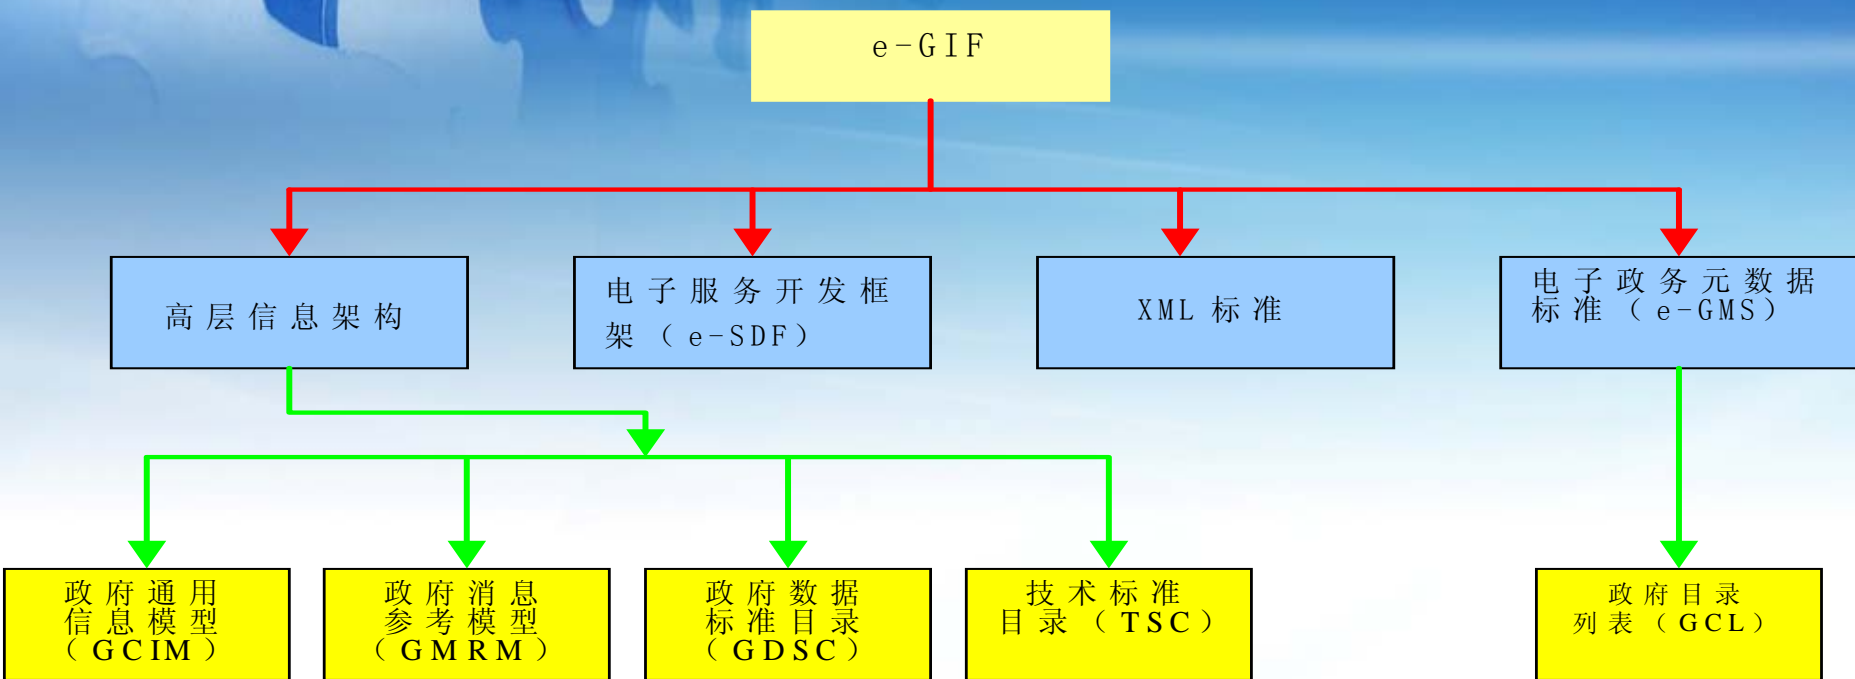 e-GIF
高层信息架构
电子服务开发框
架（e-SDF）
XML 标准
电子政务元数据
标准（e-GMS）
政府通用
信息模型
（GCIM）
政府消息
参考模型
（GMRM）
政府数据
标准目录
（GDSC）
技术标准
目录（TSC）
政府目录
列表（GCL）